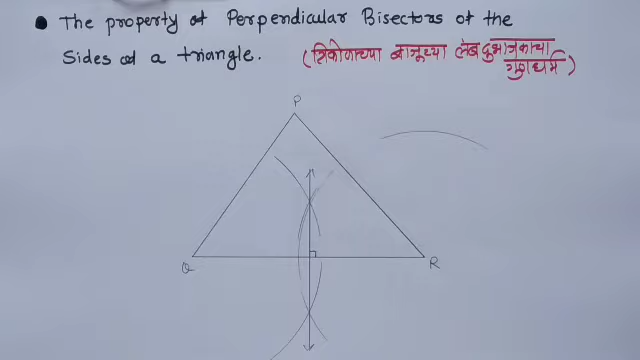 The property of Perpendicular Bisectors of the
Sides of a triangle. (त्रिकोणाच्या बाजूच्या लंबदुभाजकाचा
गुणधर्म)
P
Q
R